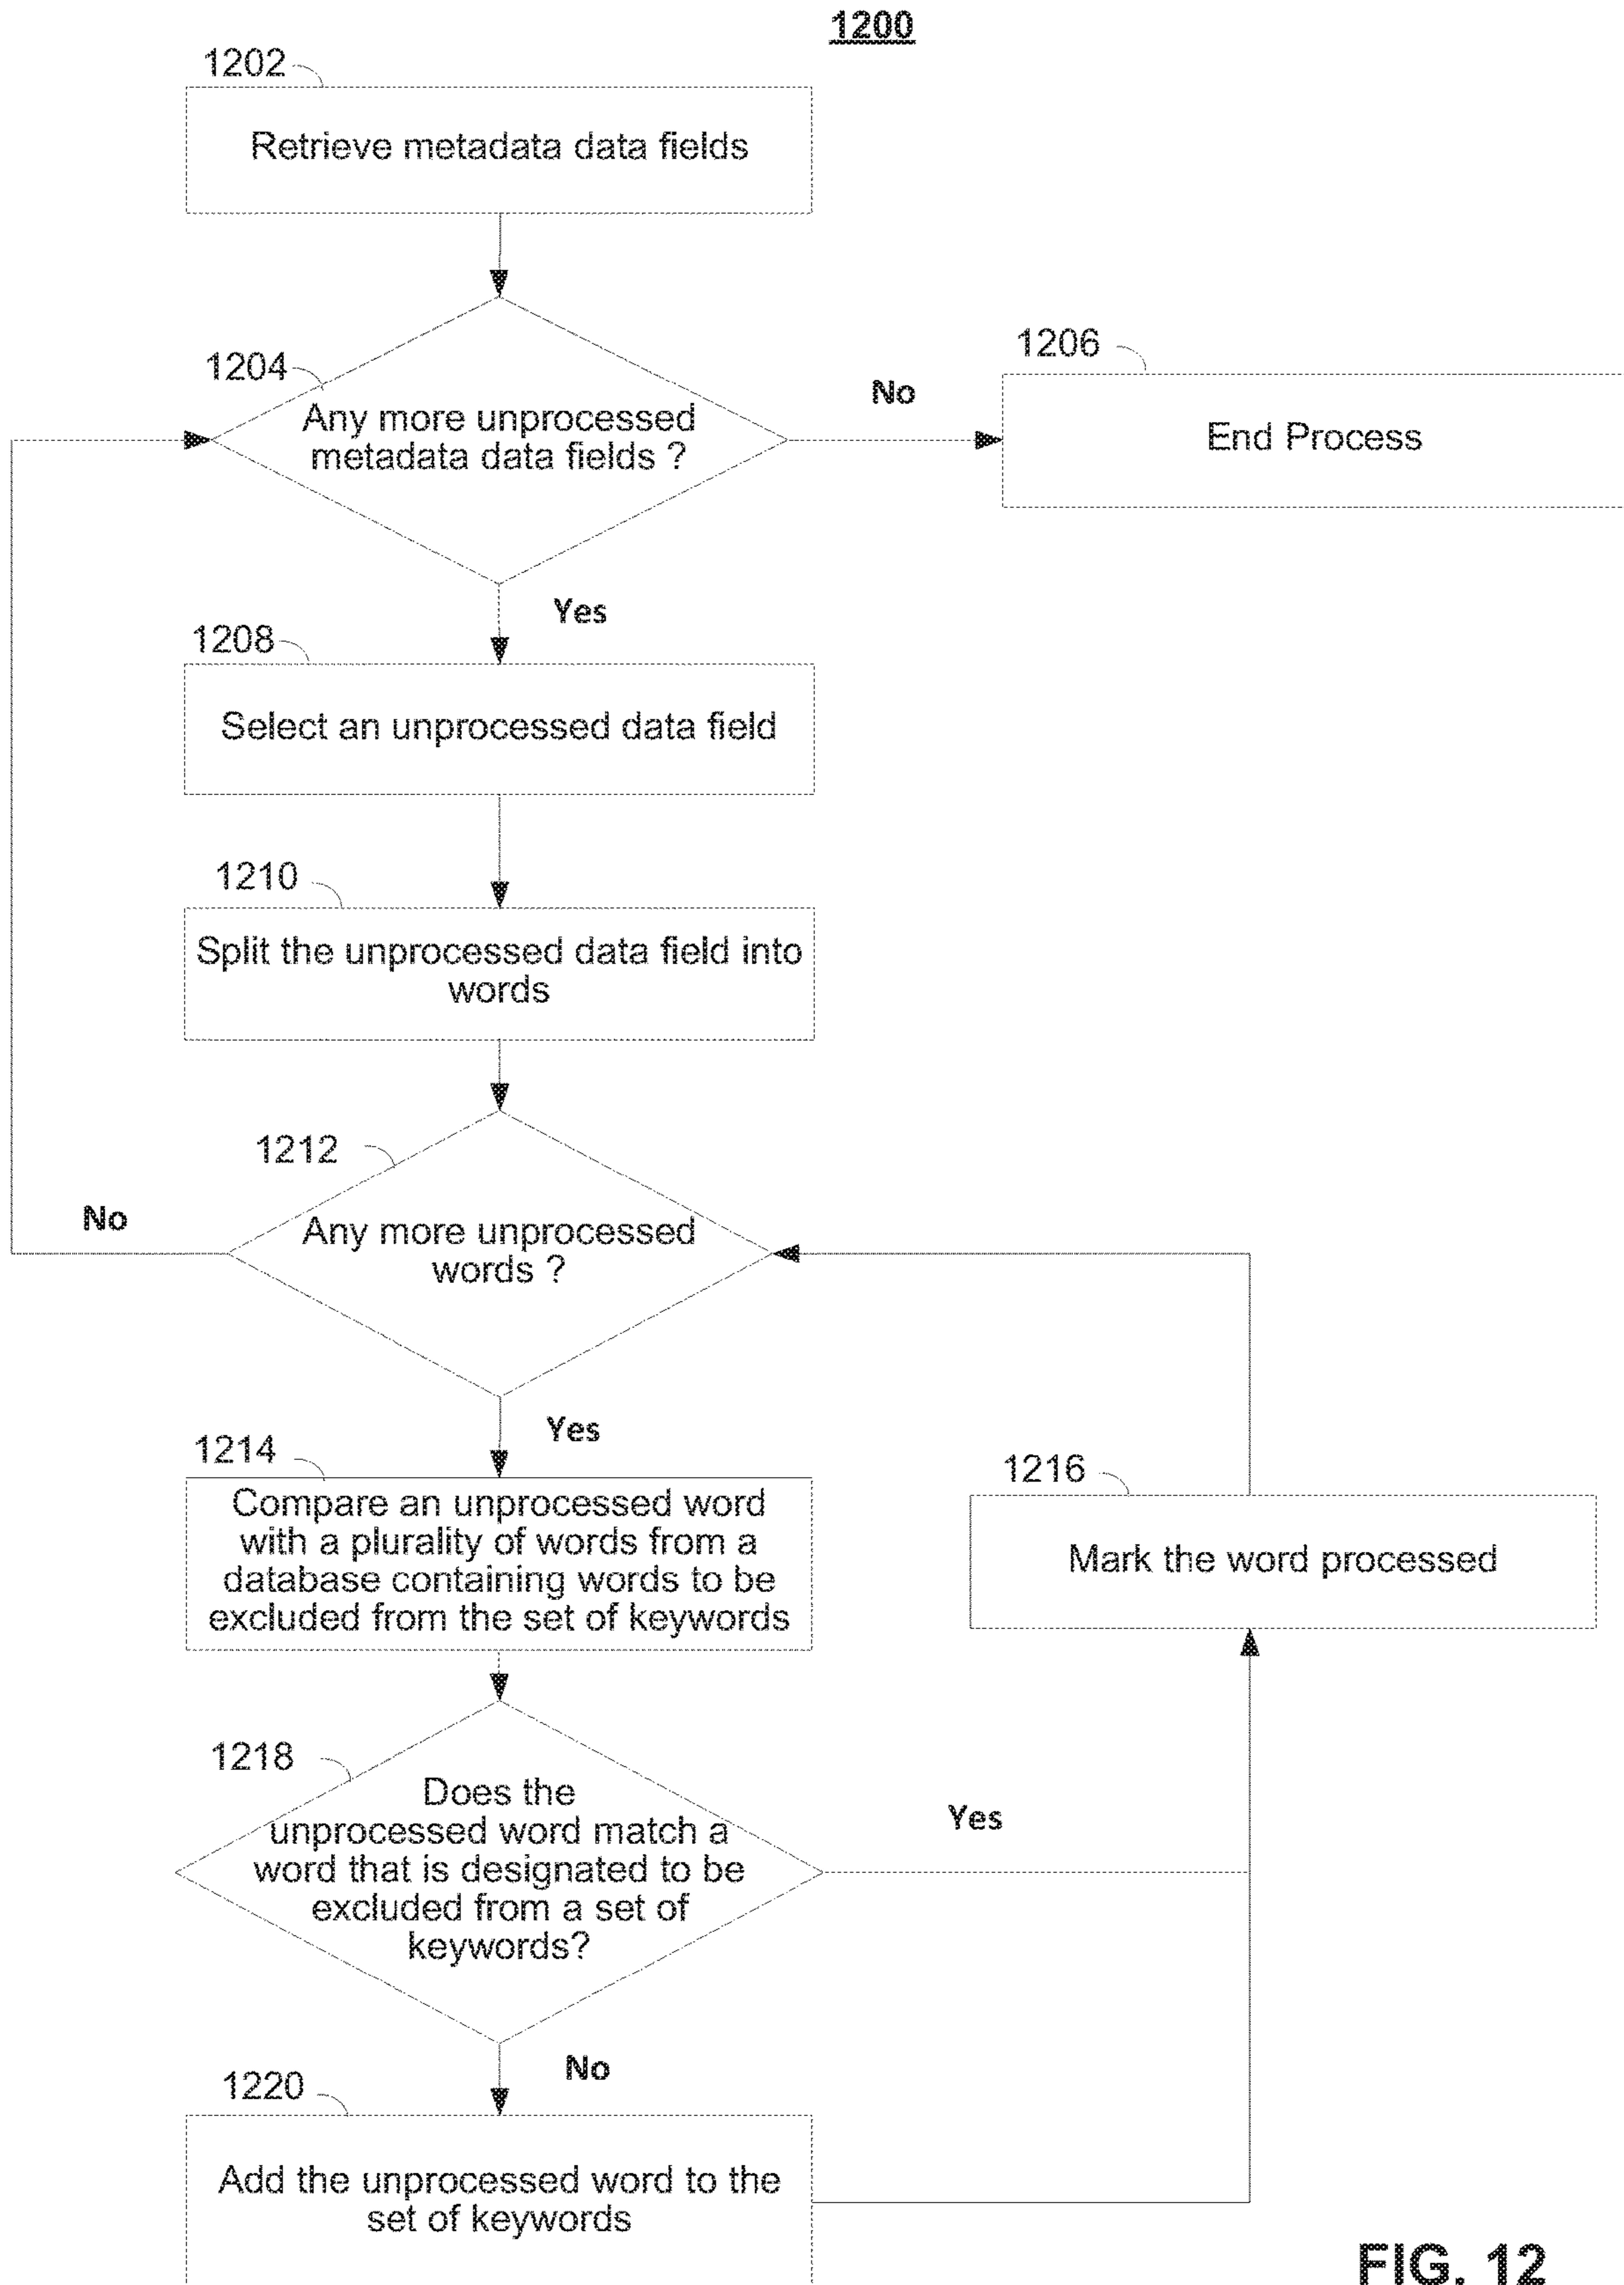 1200
1202
Retrieve metadata data fields
1204
Any more unprocessed
metadata data fields ?
No
1206
End Process
Yes
1208
Select an unprocessed data field
1210
Split the unprocessed data field into
words
1212
No
Any more unprocessed
words ?
Yes
1214
Compare an unprocessed word
with a plurality of words from a
database containing words to be
excluded from the set of keywords
1216
Mark the word processed
1218
Does the
unprocessed word match a
word that is designated to be
excluded from a set of
keywords?
Yes
No
1220
Add the unprocessed word to the
set of keywords
FIG. 12